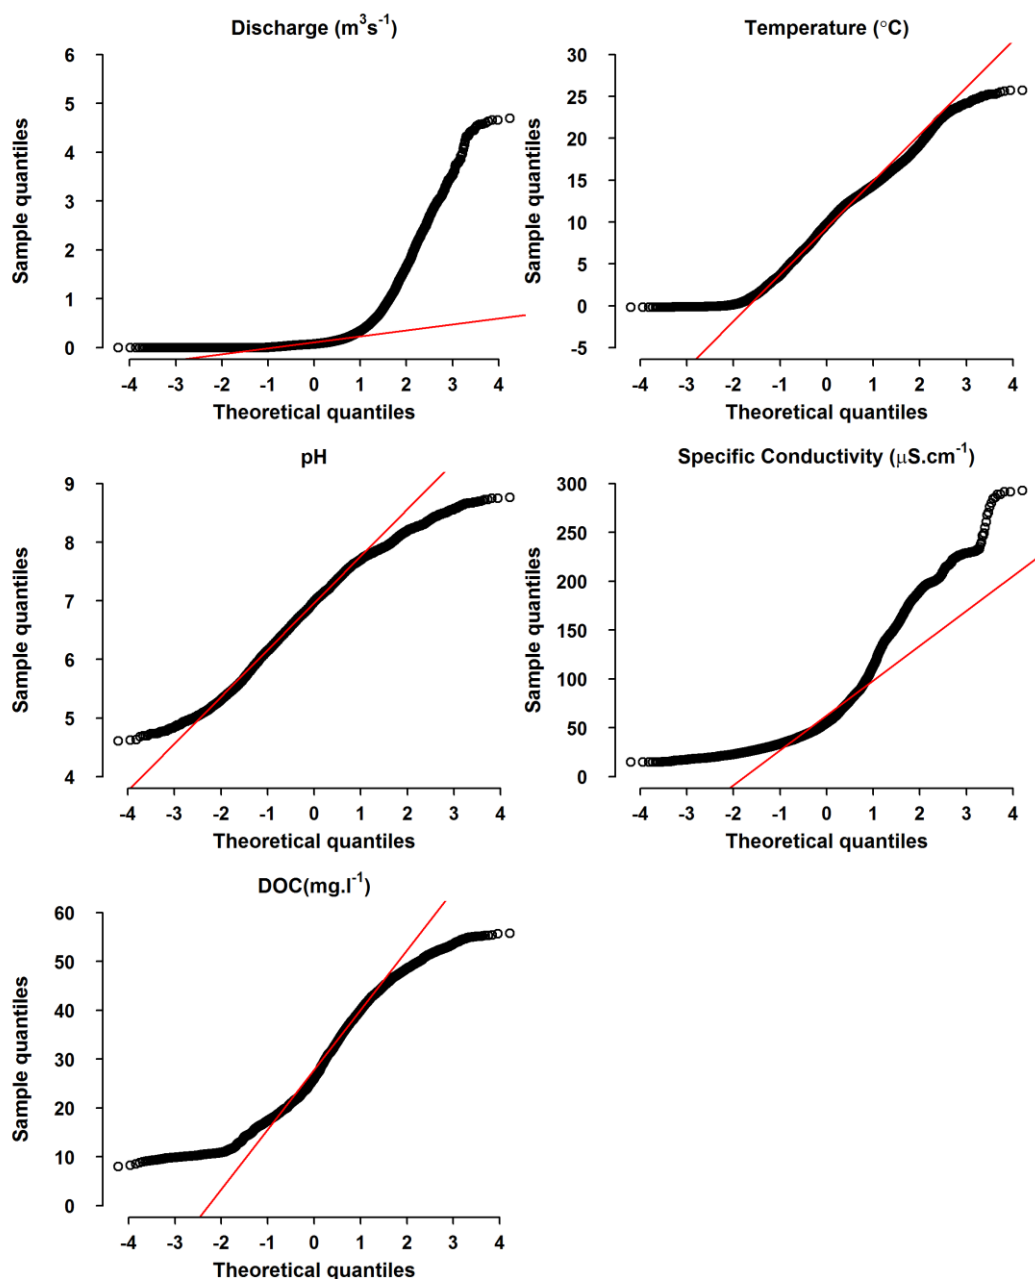 Discharge (m³s⁻¹)
Sample quantiles
6
5
4
3
2
1
0
-4 -3 -2 -1 0 1 2 3 4
Theoretical quantiles
Temperature (°C)
Sample quantiles
30
25
20
15
10
5
0
-5
-4 -3 -2 -1 0 1 2 3 4
Theoretical quantiles
pH
Sample quantiles
9
8
7
6
5
4
-4 -3 -2 -1 0 1 2 3 4
Theoretical quantiles
Specific Conductivity (μS.cm⁻¹)
Sample quantiles
300
250
200
150
100
50
0
-4 -3 -2 -1 0 1 2 3 4
Theoretical quantiles
DOC(mg.l⁻¹)
Sample quantiles
60
50
40
30
20
10
0
-4 -3 -2 -1 0 1 2 3 4
Theoretical quantiles